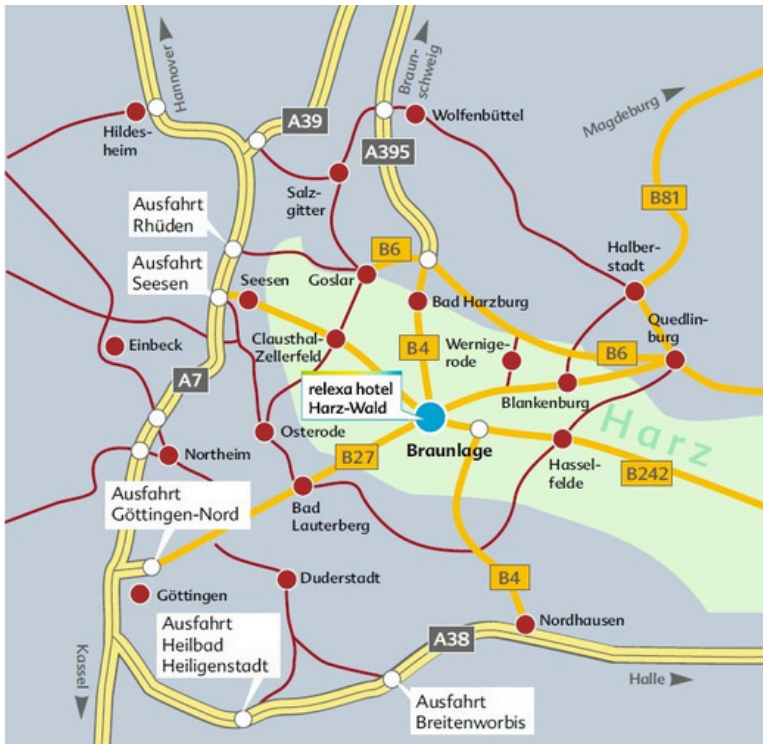 Hannover
Braun-
schweig
A39
Hildes-
heim
Wolfenbüttel
Magdeburg
A395
Salz-
gitter
B81
Ausfahrt
Rhüden
B6
Halber-
stadt
Ausfahrt
Seesen
Seesen
Goslar
Bad Harzburg
Quedlin-
burg
Einbeck
Clausthal-
Zellerfeld
B4
Wernige-
rode
B6
A7
relexa hotel
Harz-Wald
Blankenburg
Harz
Osterode
Braunlage
Northeim
B27
Hassel-
felde
B242
Ausfahrt
Göttingen-Nord
Bad
Lauterberg
Göttingen
Duderstadt
B4
Nordhausen
Ausfahrt
Heilbad
Heiligenstadt
A38
Kassel
Halle
Ausfahrt
Breitenworbis